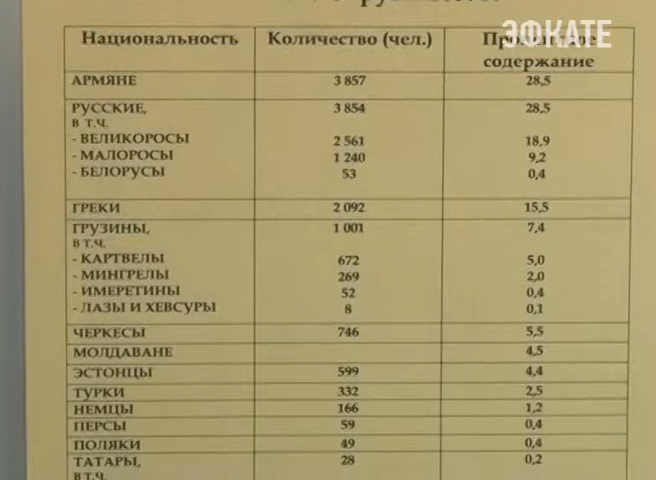 ЭФКАТЕ
Национальность Количество (чел.)
содержание
АРМЯНЕ 3 857 28,5
РУССКИЕ, 3 854 28,5
В Т.Ч.
- ВЕЛИКОРОСЫ 2 561 18,9
- МАЛОРОСЫ 1 240 9,2
- БЕЛОРУСЫ 53 0,4
ГРЕКИ 2 092 15,5
ГРУЗИНЫ, 1 001 7,4
В Т.Ч.
- КАРТВЕЛЫ 672 5,0
- МИНГРЕЛЫ 269 2,0
- ИМЕРЕТИНЫ 52 0,4
- ЛАЗЫ И ХЕВСУРЫ 8 0,1
ЧЕРКЕСЫ 746 5,5
МОЛДАВАНЕ 4,5
ЭСТОНЦЫ 599 4,4
ТУРКИ 332 2,5
НЕМЦЫ 166 1,2
ПЕРСЫ 59 0,4
ПОЛЯКИ 49 0,4
ТАТАРЫ, 28 0,2
В Т.Ч.